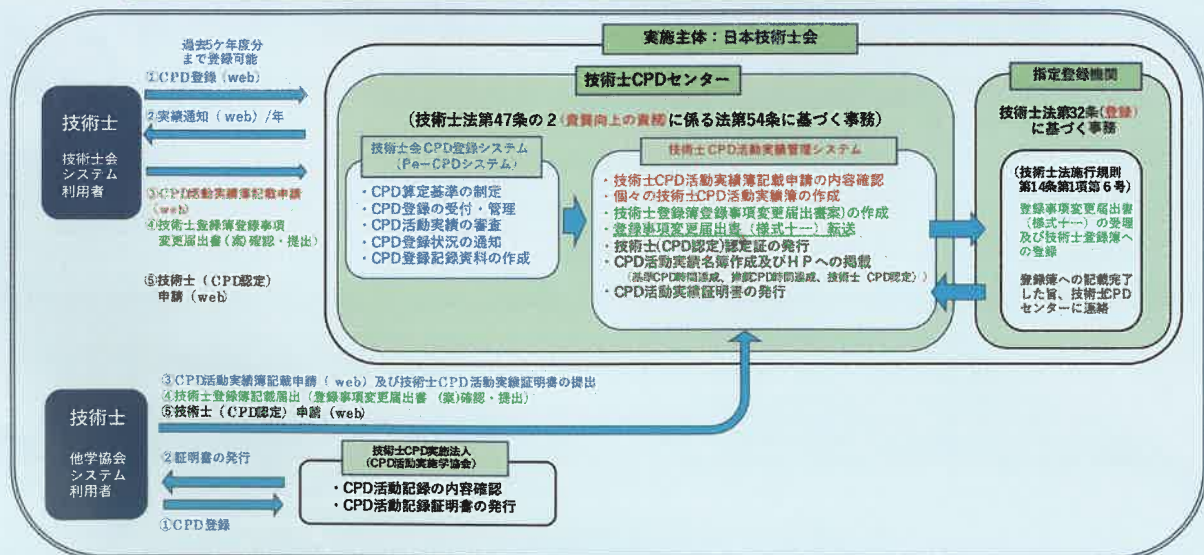 過去5ケ年度分
まで登録可能
①CPD登録（web）
②実績通知（web）/年
③CPD活動実績簿記載申請
（web）
④技術士登録簿登録事項
変更届出書（案）確認・提出）
⑤技術士（CPD認定）
申請（web）
技術士
技術士会
システム
利用者
実施主体：日本技術士会
技術士CPDセンター
（技術士法第47条の2（資質向上の責務）に係る法第54条に基づく事務）
技術士会CPD登録システム
（Pe－CPDシステム）
・CPD算定基準の制定
・CPD登録の受付・管理
・CPD活動実績の審査
・CPD登録状況の通知
・CPD登録記録資料の作成
技術士CPD活動実績管理システム
・技術士CPD活動実績簿記載申請の内容確認
・個々の技術士CPD活動実績簿の作成
・技術士登録簿登録事項変更届出書案）の作成
・登録事項変更届出書（様式十一）転送
・技術士(CPD認定)認定証の発行
・CPD活動実績名簿作成及びＨＰへの掲載
（基準CPD時間達成、推奨CPD時間達成、技術士（CPD認定））
・CPD活動実績証明書の発行
指定登録機関
技術士法第32条(登録)
に基づく事務
(技術士法施行規則
第14条第1項第６号)
登録事項変更届出書
（様式十一）の受理
及び技術士登録簿へ
の登録
登録簿への記載完了
した旨、技術士CPD
センターに連絡
技術士
他学協会
システム
利用者
③CPD活動実績簿記載申請（web）及び技術士CPD活動実績証明書の提出
④技術士登録簿記載届出（登録事項変更届出書（案)確認・提出）
⑤技術士（CPD認定）申請（web）
②証明書の発行
①CPD登録
技術士CPD実施法人
（CPD活動実施学協会）
・CPD活動記録の内容確認
・CPD活動記録証明書の発行